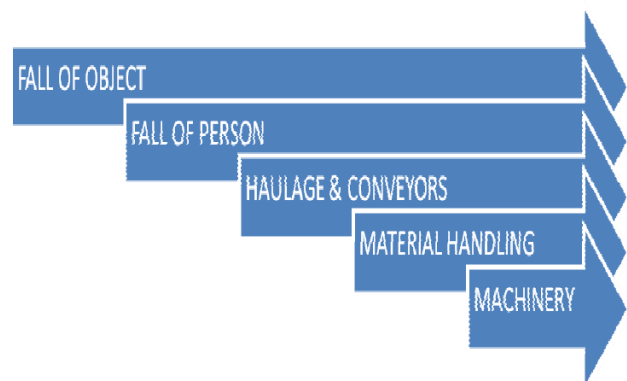 FALL OF OBJECT
FALL OF PERSON
HAULAGE & CONVEYORS
MATERIAL HANDLING
MACHINERY